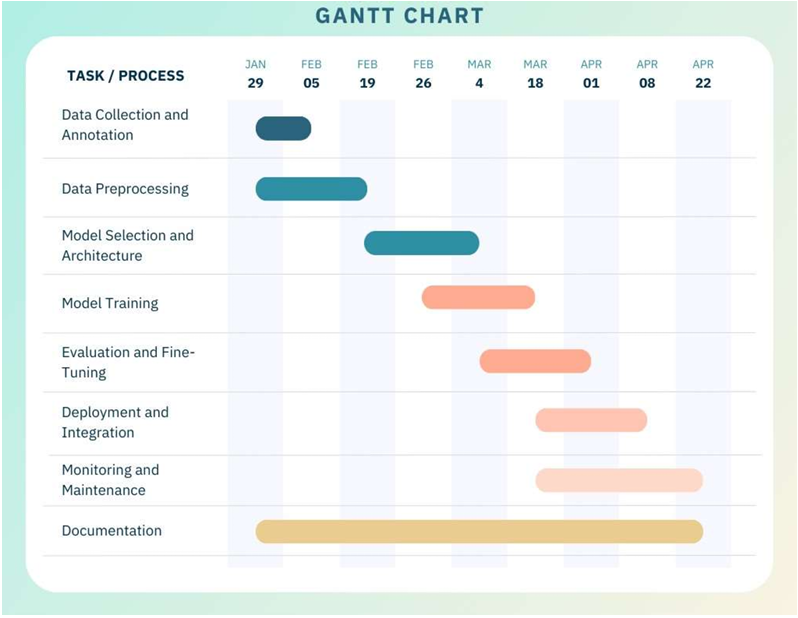 GANTT CHART
TASK / PROCESS
JAN FEB FEB FEB MAR MAR APR APR APR
29 05 19 26 4 18 01 08 22
Data Collection and
Annotation
Data Preprocessing
Model Selection and
Architecture
Model Training
Evaluation and Fine-
Tuning
Deployment and
Integration
Monitoring and
Maintenance
Documentation